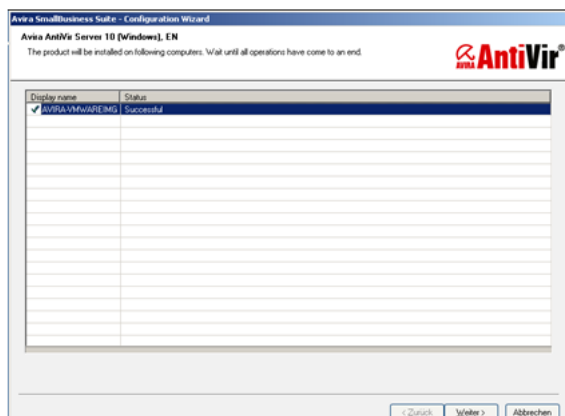 Avira SmallBusiness Suite - Configuration Wizard
Avira AntiVir Server 10 (Windows), EN
The product will be installed on following computers. Wait until all operations have come to an end.
AVIRA AntiVir®
Display name Status
AVIRA-VMWAREIMG Successful
< Zurück Weiter > Abbrechen